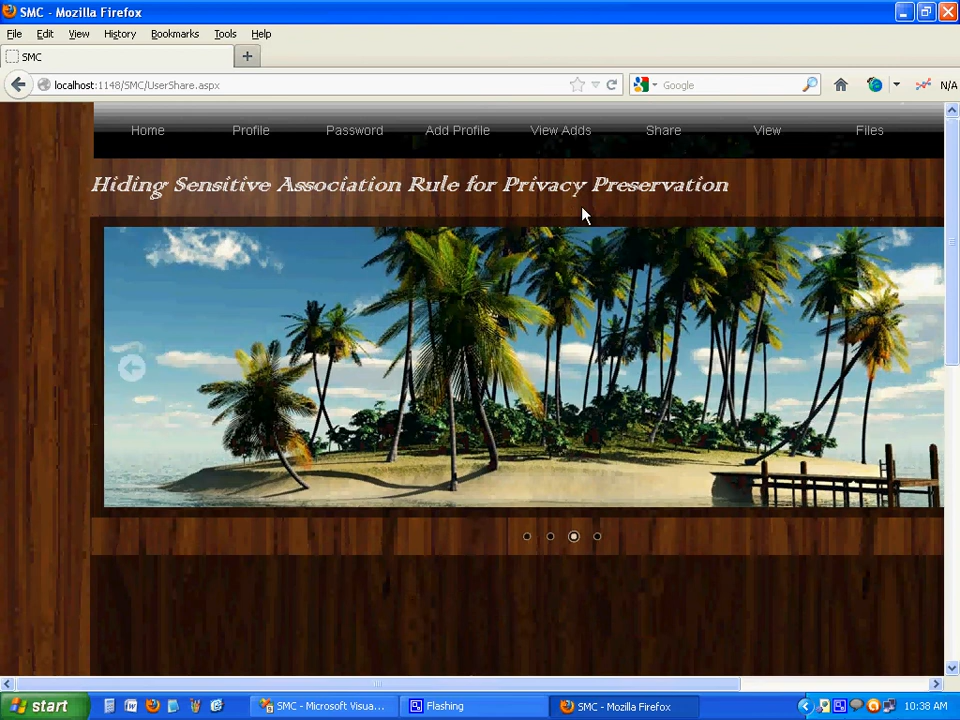 SMC - Mozilla Firefox
File Edit View History Bookmarks Tools Help
SMC
localhost:1148/SMC/UserShare.aspx Google N/A
Home Profile Password Add Profile View Adds Share View Files
Hiding Sensitive Association Rule for Privacy Preservation
start SMC - Microsoft Visua... Flashing SMC - Mozilla Firefox 10:38 AM